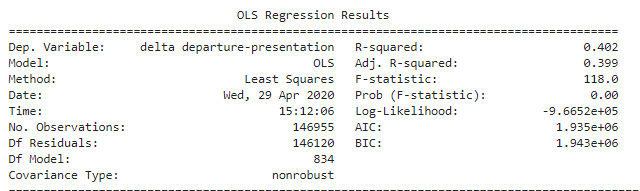 OLS Regression Results
==============================================================================
Dep. Variable: delta departure-presentation R-squared: 0.402
Model: OLS Adj. R-squared: 0.399
Method: Least Squares F-statistic: 118.0
Date: Wed, 29 Apr 2020 Prob (F-statistic): 0.00
Time: 15:12:06 Log-Likelihood: -9.6652e+05
No. Observations: 146955 AIC: 1.935e+06
Df Residuals: 146120 BIC: 1.943e+06
Df Model: 834
Covariance Type: nonrobust
------------------------------------------------------------------------------